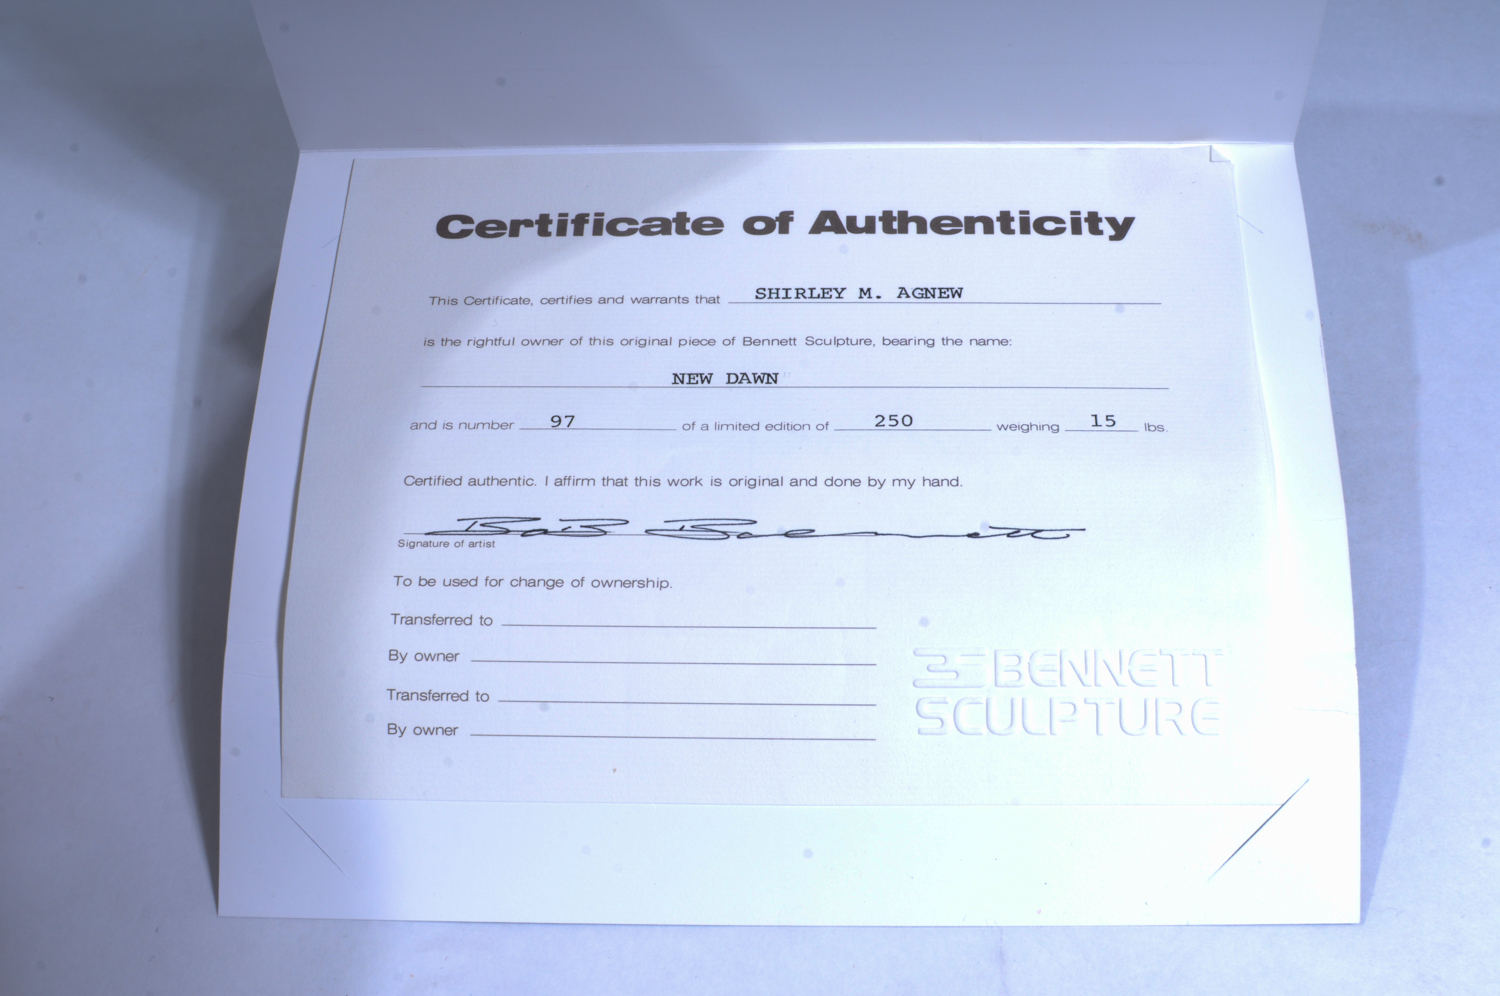 Certificate of Authenticity
This Certificate, certifies and warrants that SHIRLEY M. AGNEW
is the rightful owner of this original piece of Bennett Sculpture, bearing the name:
NEW DAWN
and is number 97 of a limited edition of 250 weighing 15 lbs.
Certified authentic. I affirm that this work is original and done by my hand.
Bob Bennett
Signature of artist
To be used for change of ownership.
Transferred to
By owner
Transferred to
By owner
BENNETT
SCULPTURE